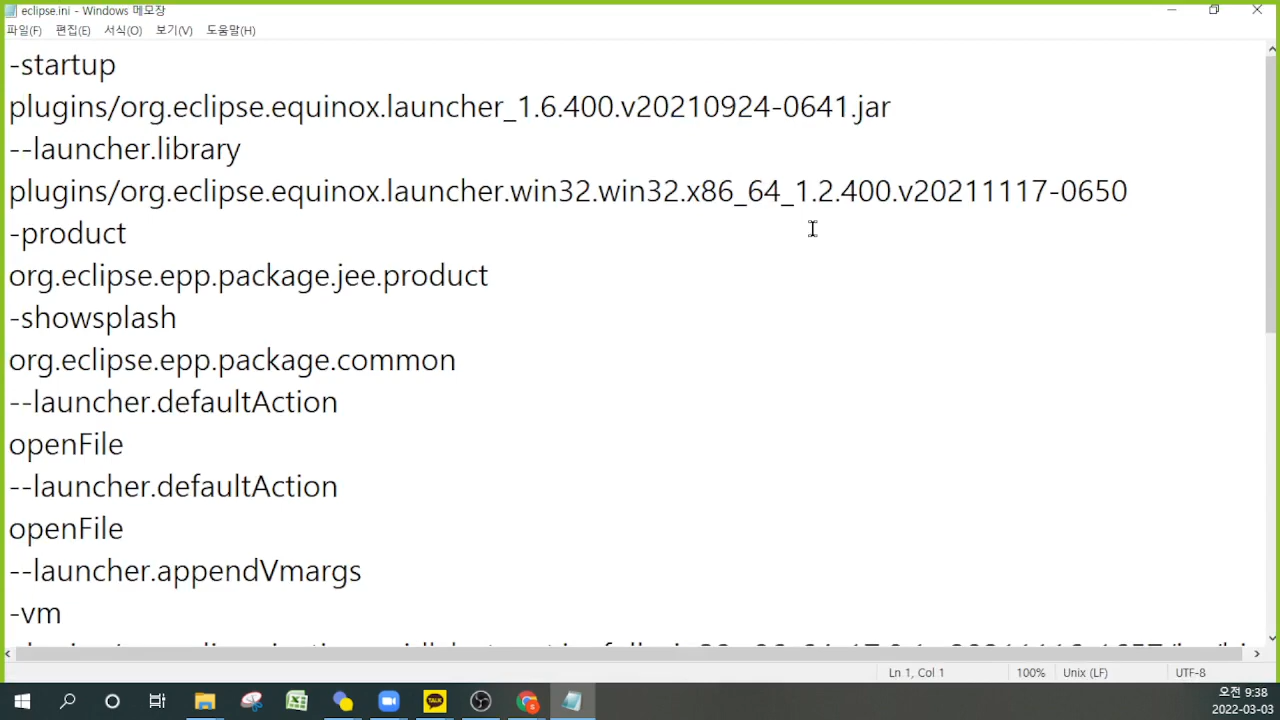 eclipse.ini - Windows 메모장
파일(F) 편집(E) 서식(O) 보기(V) 도움말(H)
-startup
plugins/org.eclipse.equinox.launcher_1.6.400.v20210924-0641.jar
--launcher.library
plugins/org.eclipse.equinox.launcher.win32.win32.x86_64_1.2.400.v20211117-0650
-product
org.eclipse.epp.package.jee.product
-showsplash
org.eclipse.epp.package.common
--launcher.defaultAction
openFile
--launcher.defaultAction
openFile
--launcher.appendVmargs
-vm
Ln 1, Col 1 100% Unix (LF) UTF-8
TALK
오전 9:38
2022-03-03